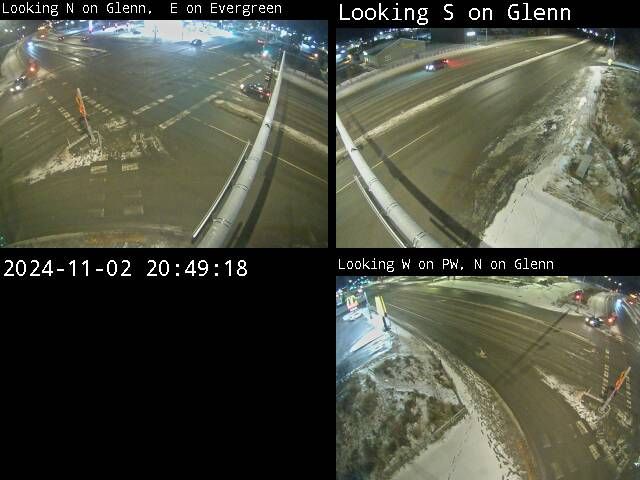 Looking N on Glenn,  E on Evergreen
Looking S on Glenn
2024-11-02 20:49:18
Looking W on PW, N on Glenn